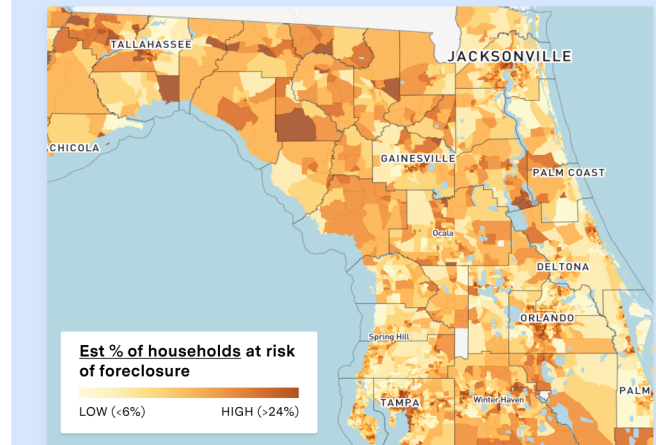 TALLAHASSEE
JACKSONVILLE
ACHICOLA
GAINESVILLE
PALM COAST
Ocala
DELTONA
ORLANDO
Spring Hill
Est % of households at risk
of foreclosure
LOW (<6%) HIGH (>24%)
TAMPA
Winter Haven
PALM